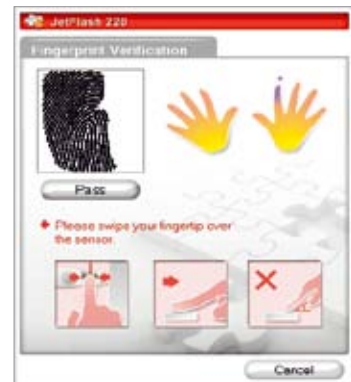 JetFlash 220
Fingerprint Verification
Pass
Please swipe your fingertip over
the sensor.
Cancel